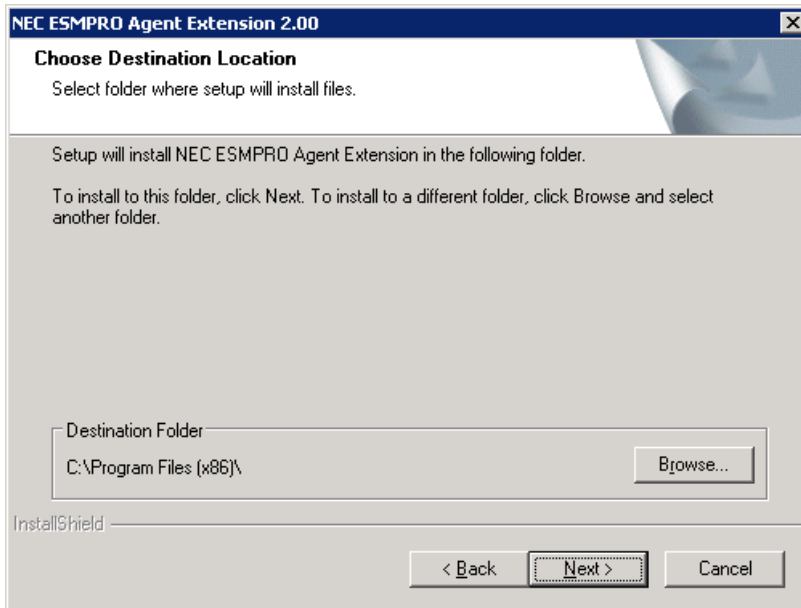 NEC ESMPRO Agent Extension 2.00
Choose Destination Location
Select folder where setup will install files.
Setup will install NEC ESMPRO Agent Extension in the following folder.
To install to this folder, click Next. To install to a different folder, click Browse and select
another folder.
Destination Folder
C:\Program Files (x86)\
Browse...
InstallShield
< Back
Next >
Cancel